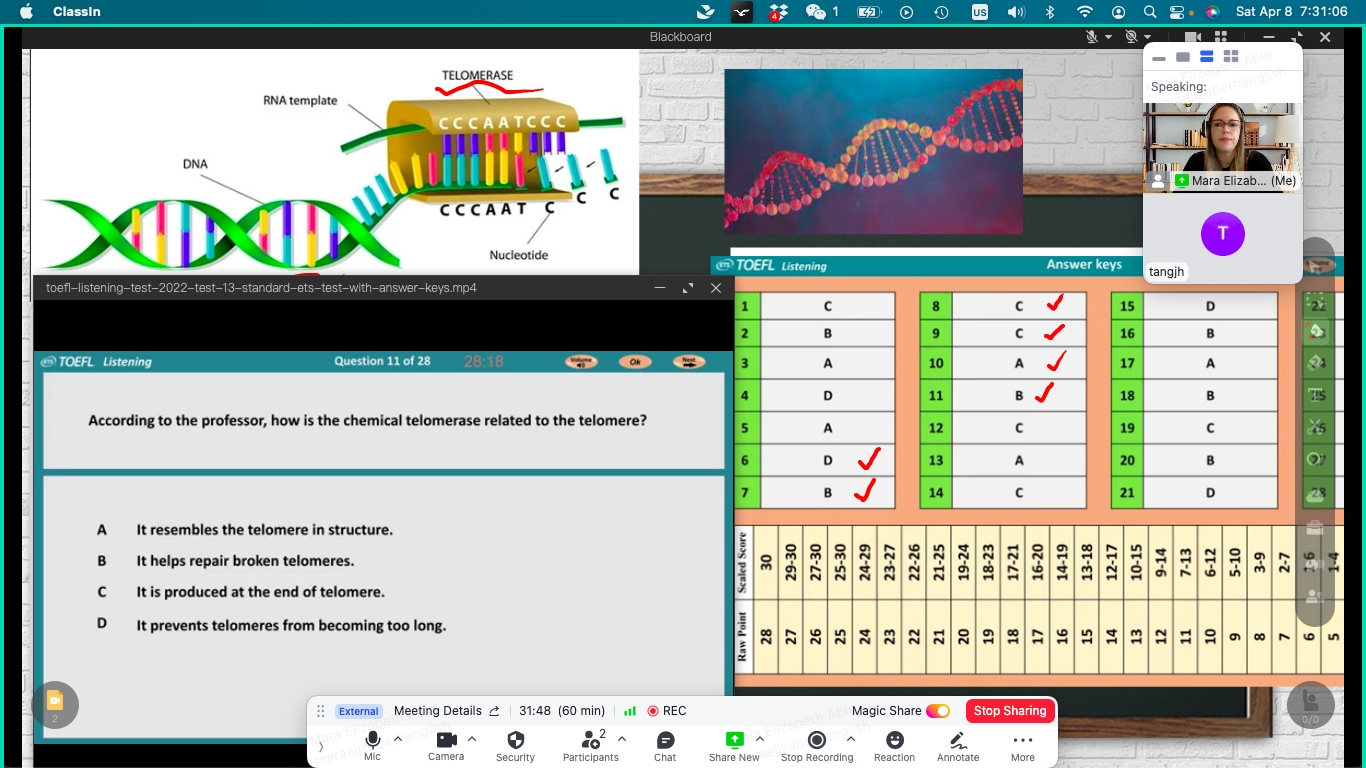 ClassIn
4
1
US
Sat Apr 8 7:31:06
Blackboard
TELOMERASE
RNA template
CCCAATCCC
DNA
CCCAAT C C C
Nucleotide
Speaking:
Mara Elizab... (Me)
T
tangjh
toefl-listening-test-2022-test-13-standard-ets-test-with-answer-keys.mp4
ets TOEFL Listening
Question 11 of 28
28:18
Volume
Ok
Next
According to the professor, how is the chemical telomerase related to the telomere?
A It resembles the telomere in structure.
B It helps repair broken telomeres.
C It is produced at the end of telomere.
D It prevents telomeres from becoming too long.
ets TOEFL Listening
Answer keys
1 C 8 C 15 D 22
2 B 9 C 16 B 23
3 A 10 A 17 A 24
4 D 11 B 18 B 25
5 A 12 C 19 C 26
6 D 13 A 20 B 27
7 B 14 C 21 D 28
Scaled Score 30 29-30 27-30 25-30 24-29 23-27 22-26 21-25 19-24 18-23 17-21 16-20 14-19 13-18 12-17 10-15 9-14 7-13 6-12 5-10 3-9 2-7 1-6 1-4
Raw Point 28 27 26 25 24 23 22 21 20 19 18 17 16 15 14 13 12 11 10 9 8 7 6 5
2
0/0
External
Meeting Details
31:48 (60 min)
REC
Magic Share
Stop Sharing
Mic
Camera
Security
2
Participants
Chat
Share New
Stop Recording
Reaction
Annotate
More